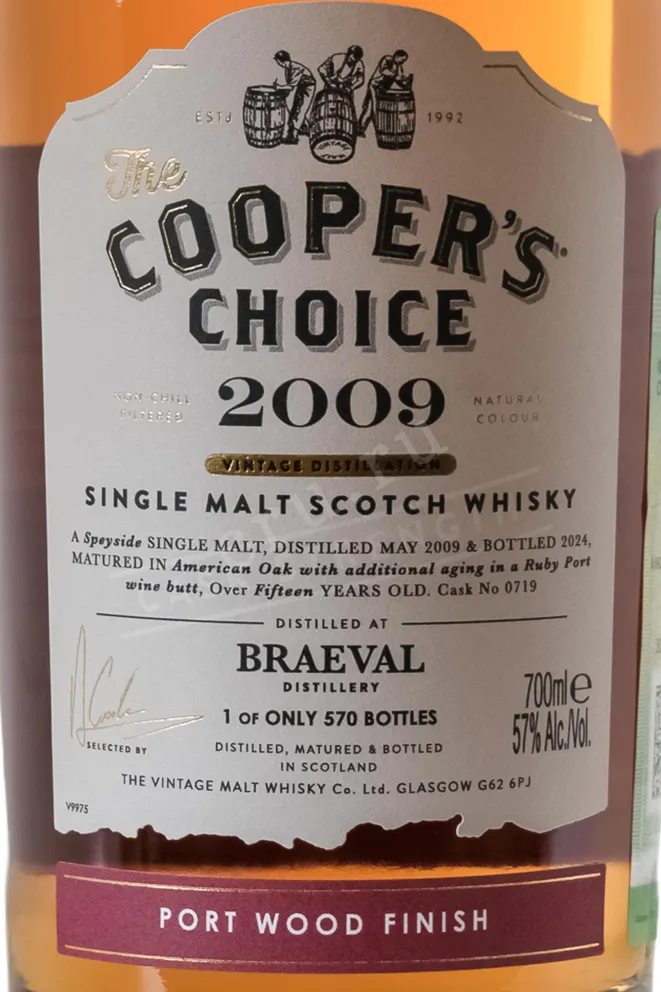 ESTd 1992
The
COOPER'S
CHOICE
NON-CHILL
FILTERED
2009
NATURAL
COLOUR
VINTAGE DISTILLATION
SINGLE MALT SCOTCH WHISKY
A Speyside SINGLE MALT, DISTILLED MAY 2009 & BOTTLED 2024,
MATURED IN American Oak with additional aging in a Ruby Port
wine butt, Over Fifteen YEARS OLD. Cask No 0719
DISTILLED AT
BRAEVAL
DISTILLERY
1 OF ONLY 570 BOTTLES
700ml e
57% Alc./Vol.
SELECTED BY
DISTILLED, MATURED & BOTTLED
IN SCOTLAND
THE VINTAGE MALT WHISKY Co. Ltd. GLASGOW G62 6PJ
V9975
PORT WOOD FINISH